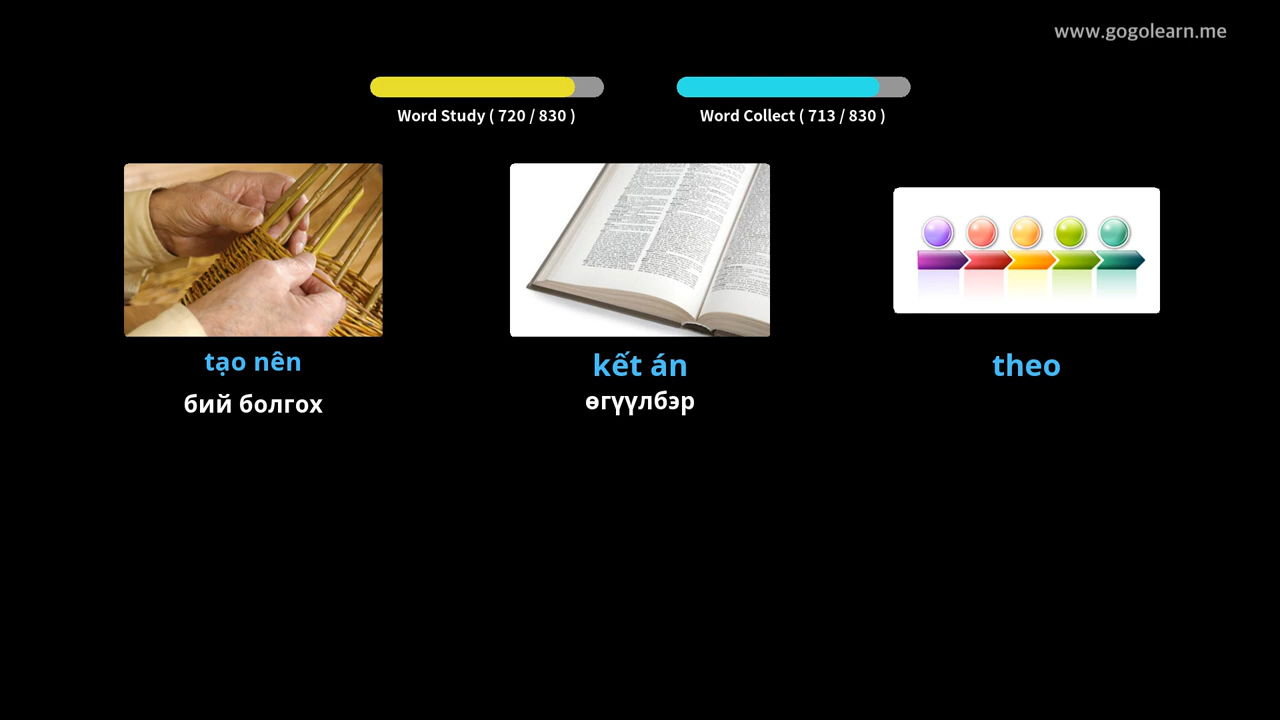 www.gogolearn.me
Word Study ( 720 / 830 )
Word Collect ( 713 / 830 )
tạo nên
бий болгох
kết án
өгүүлбэр
theo